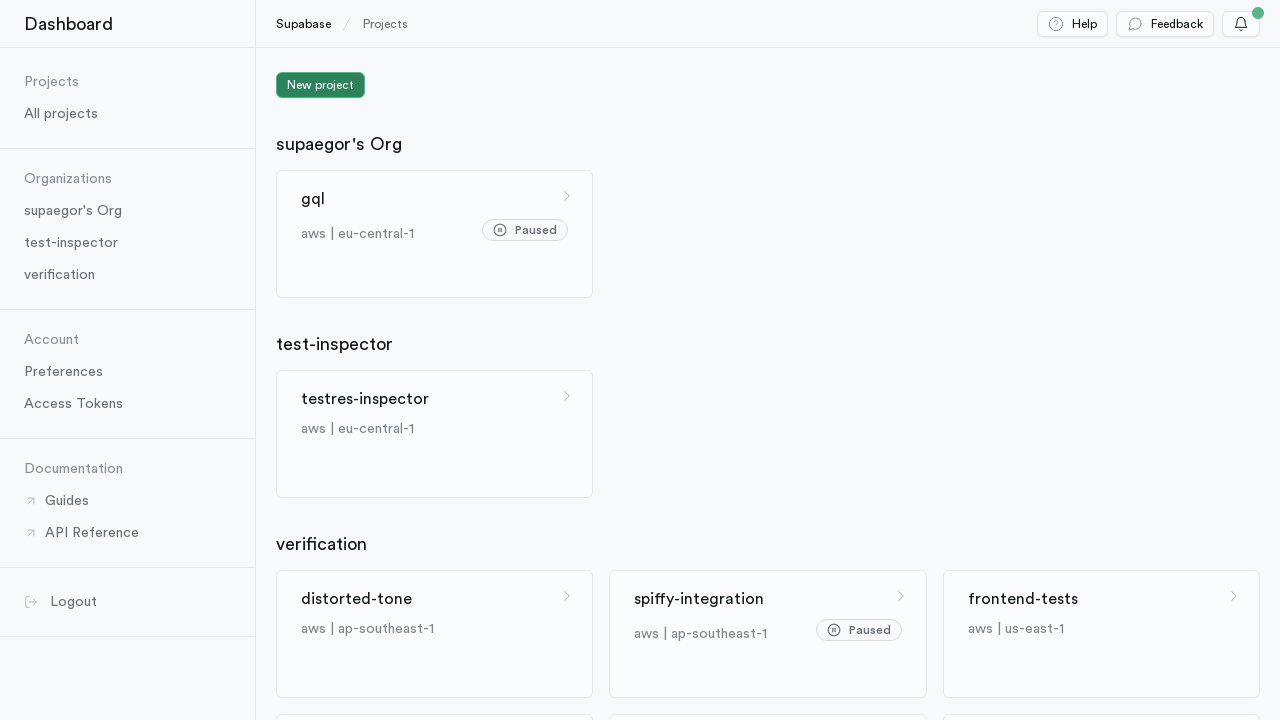 Dashboard
Supabase
Projects
Help
Feedback
Projects
All projects
Organizations
supaegor's Org
test-inspector
verification
Account
Preferences
Access Tokens
Documentation
Guides
API Reference
Logout
New project
supaegor's Org
gql
aws | eu-central-1
Paused
test-inspector
testres-inspector
aws | eu-central-1
verification
distorted-tone
aws | ap-southeast-1
spiffy-integration
aws | ap-southeast-1
Paused
frontend-tests
aws | us-east-1